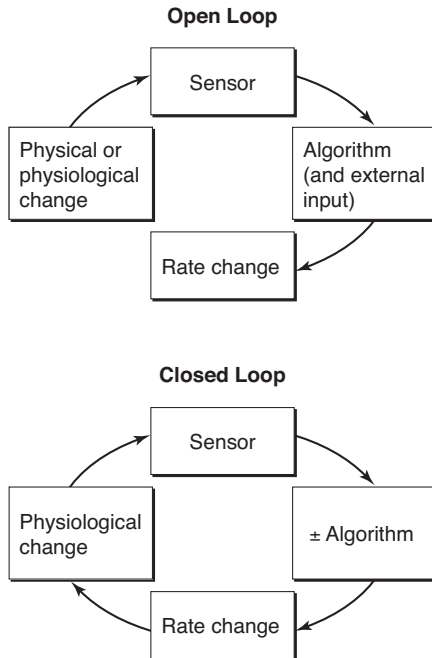 Open Loop
Sensor
Physical or
physiological
change
Algorithm
(and external
input)
Rate change
Closed Loop
Sensor
Physiological
change
± Algorithm
Rate change